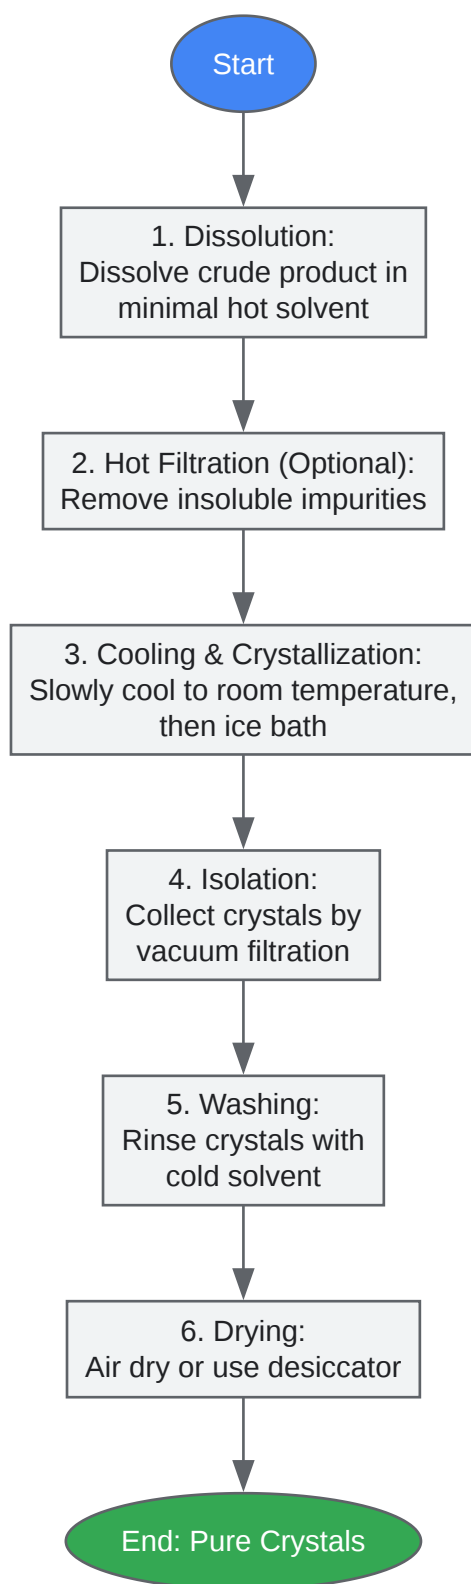 Start
1. Dissolution:
Dissolve crude product in
minimal hot solvent
2. Hot Filtration (Optional):
Remove insoluble impurities
3. Cooling & Crystallization:
Slowly cool to room temperature,
then ice bath
4. Isolation:
Collect crystals by
vacuum filtration
5. Washing:
Rinse crystals with
cold solvent
6. Drying:
Air dry or use desiccator
End: Pure Crystals